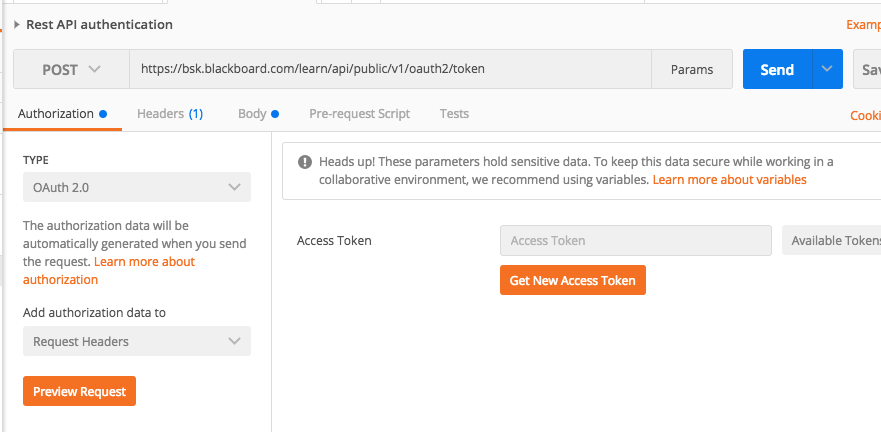 Rest API authentication
Examp
POST
https://bsk.blackboard.com/learn/api/public/v1/oauth2/token
Params
Send
Sav
Authorization
Headers (1)
Body
Pre-request Script
Tests
Cooki
TYPE
OAuth 2.0
The authorization data will be
automatically generated when you send
the request. Learn more about
authorization
Add authorization data to
Request Headers
Preview Request
Heads up! These parameters hold sensitive data. To keep this data secure while working in a
collaborative environment, we recommend using variables. Learn more about variables
Access Token
Access Token
Available Tokens
Get New Access Token